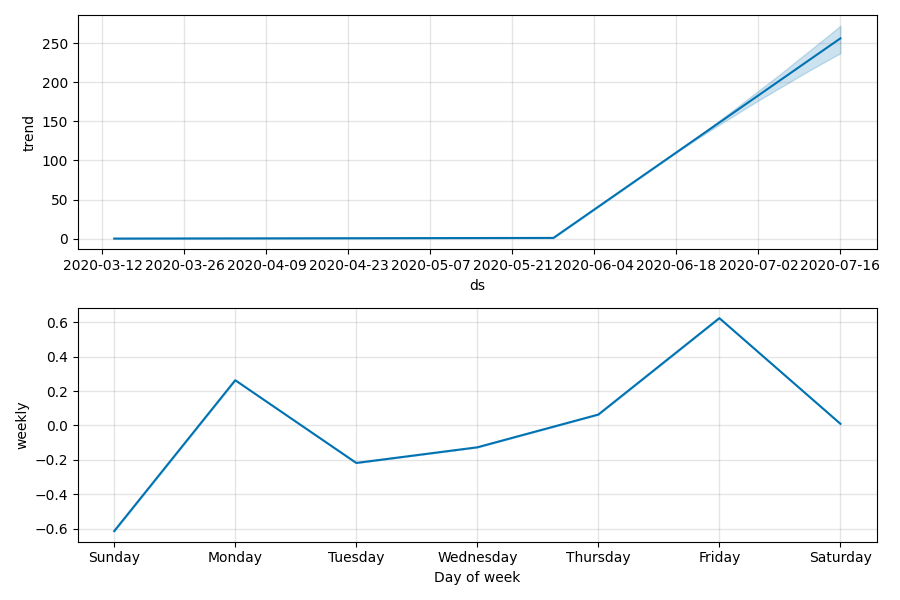 250
200
150
100
50
0
trend
2020-03-12 2020-03-26 2020-04-09 2020-04-23 2020-05-07 2020-05-21 2020-06-04 2020-06-18 2020-07-02 2020-07-16
ds
0.6
0.4
0.2
0.0
−0.2
−0.4
−0.6
weekly
Sunday Monday Tuesday Wednesday Thursday Friday Saturday
Day of week